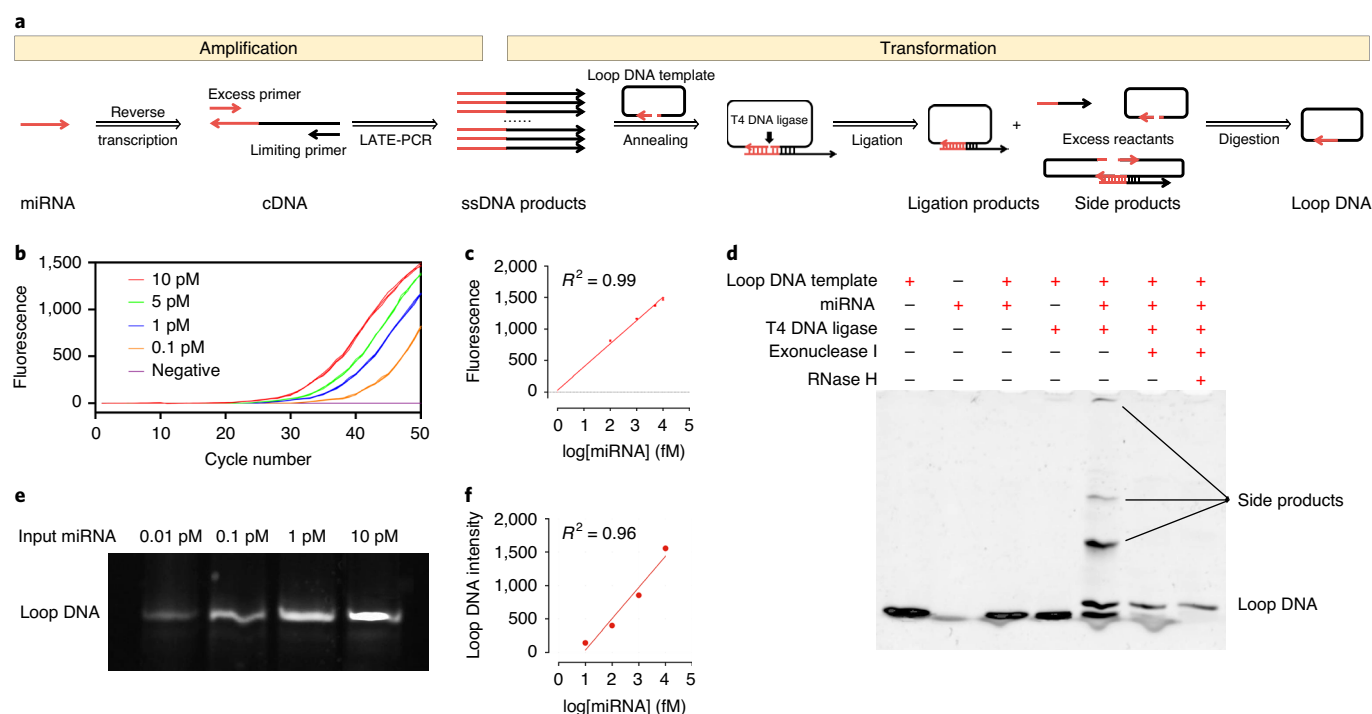 a
Amplification
Transformation
Loop DNA template
Excess primer
Reverse
transcription
Limiting primer
LATE-PCR
......
Annealing
T4 DNA ligase
Ligation
+
Excess reactants
Digestion
miRNA
cDNA
ssDNA products
Ligation products
Side products
Loop DNA
b
1,500
1,000
500
0
Fluorescence
10 pM
5 pM
1 pM
0.1 pM
Negative
0 10 20 30 40 50
Cycle number
c
2,000
1,500
1,000
500
0
Fluorescence
R² = 0.99
0 1 2 3 4 5
log[miRNA] (fM)
d
Loop DNA template + – + + + + +
miRNA – + + – + + +
T4 DNA ligase – – – + + + +
Exonuclease I – – – – – + +
RNase H – – – – – – +
Side products
Loop DNA
e
Input miRNA 0.01 pM 0.1 pM 1 pM 10 pM
Loop DNA
f
2,000
1,500
1,000
500
0
Loop DNA intensity
R² = 0.96
0 1 2 3 4 5
log[miRNA] (fM)